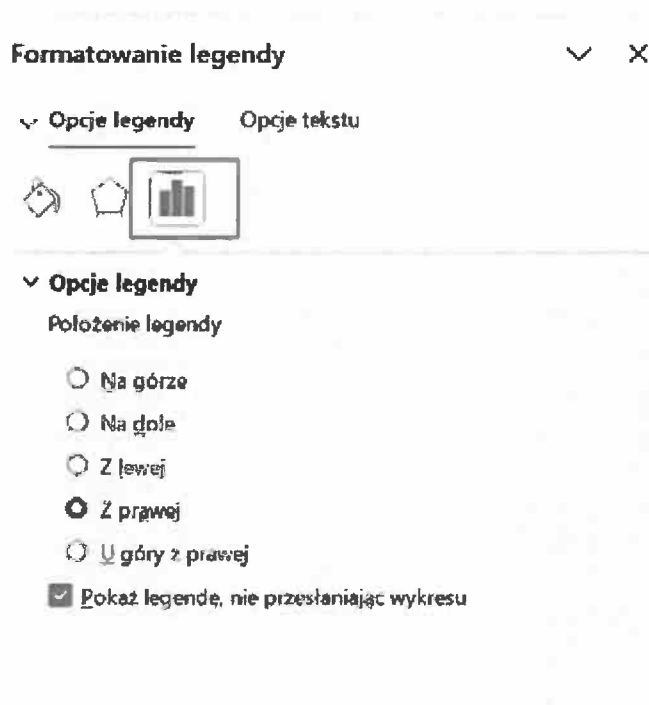 Formatowanie legendy
Opcje legendy Opcje tekstu
Opcje legendy
Położenie legendy
Na górze
Na dole
Z lewej
Z prawej
U góry z prawej
Pokaż legendę, nie przesłaniając wykresu